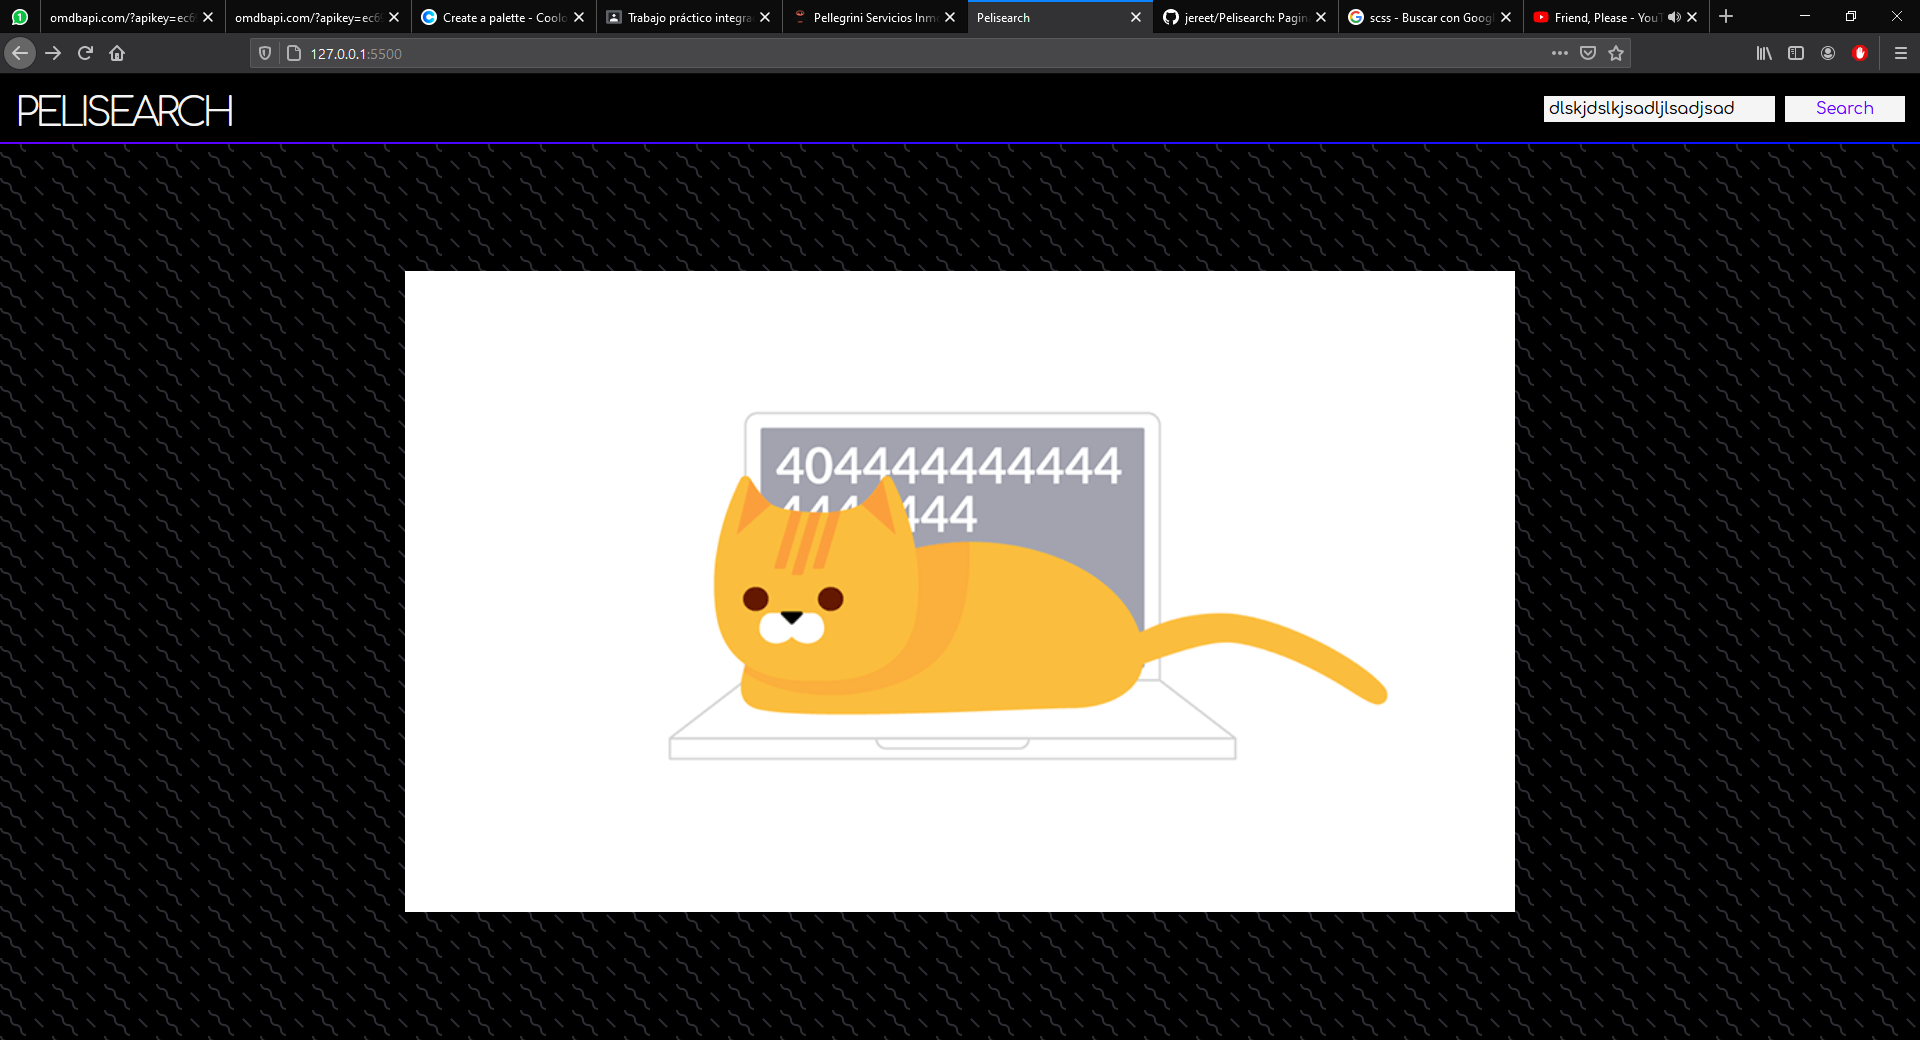 1
omdbapi.com/?apikey=ec6
omdbapi.com/?apikey=ec6
Create a palette - Coolo
Trabajo práctico integra
Pellegrini Servicios Inm
Pelisearch
jereet/Pelisearch: Pagin
scss - Buscar con Googl
Friend, Please - YouT
127.0.0.1:5500
PELISEARCH
dlskjdslkjsadljlsadjsad
Search
404444444444
444 444